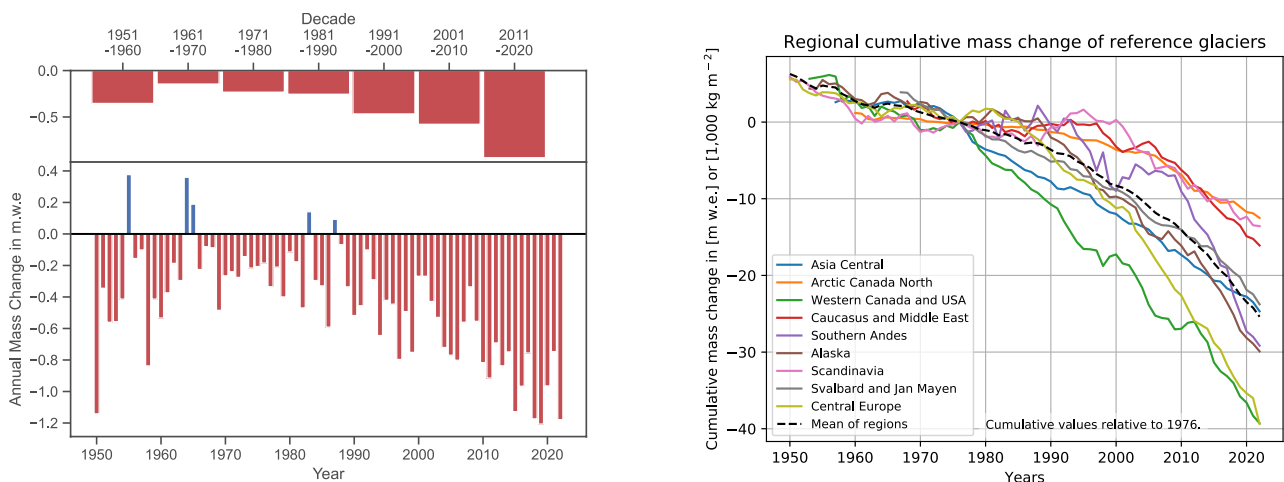 Decade
1951 1961 1971 1981 1991 2001 2011
-1960 -1970 -1980 -1990 -2000 -2010 -2020
0.0
−0.5
0.4
0.2
0.0
−0.2
−0.4
−0.6
−0.8
−1.0
−1.2
Annual Mass Change in m.w.e
1950 1960 1970 1980 1990 2000 2010 2020
Year
Regional cumulative mass change of reference glaciers
Cumulative mass change in [m w.e.] or [1,000 kg m⁻²]
0
−10
−20
−30
−40
Asia Central
Arctic Canada North
Western Canada and USA
Caucasus and Middle East
Southern Andes
Alaska
Scandinavia
Svalbard and Jan Mayen
Central Europe
Mean of regions
Cumulative values relative to 1976.
1950 1960 1970 1980 1990 2000 2010 2020
Years